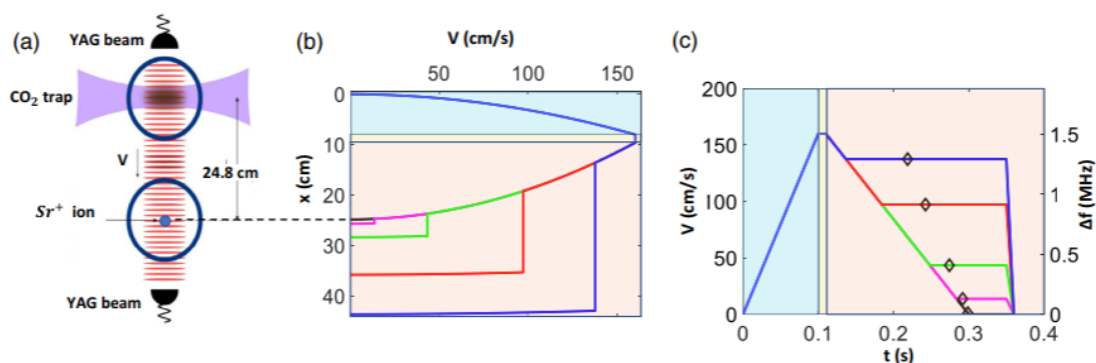 (a)
YAG beam
CO₂ trap
V
24.8 cm
Sr⁺ ion
YAG beam
(b)
V (cm/s)
50 100 150
0
10
20
30
40
x (cm)
(c)
200
150
100
50
0
V (cm/s)
0 0.1 0.2 0.3 0.4
t (s)
1.5
1
0.5
0
Δf (MHz)